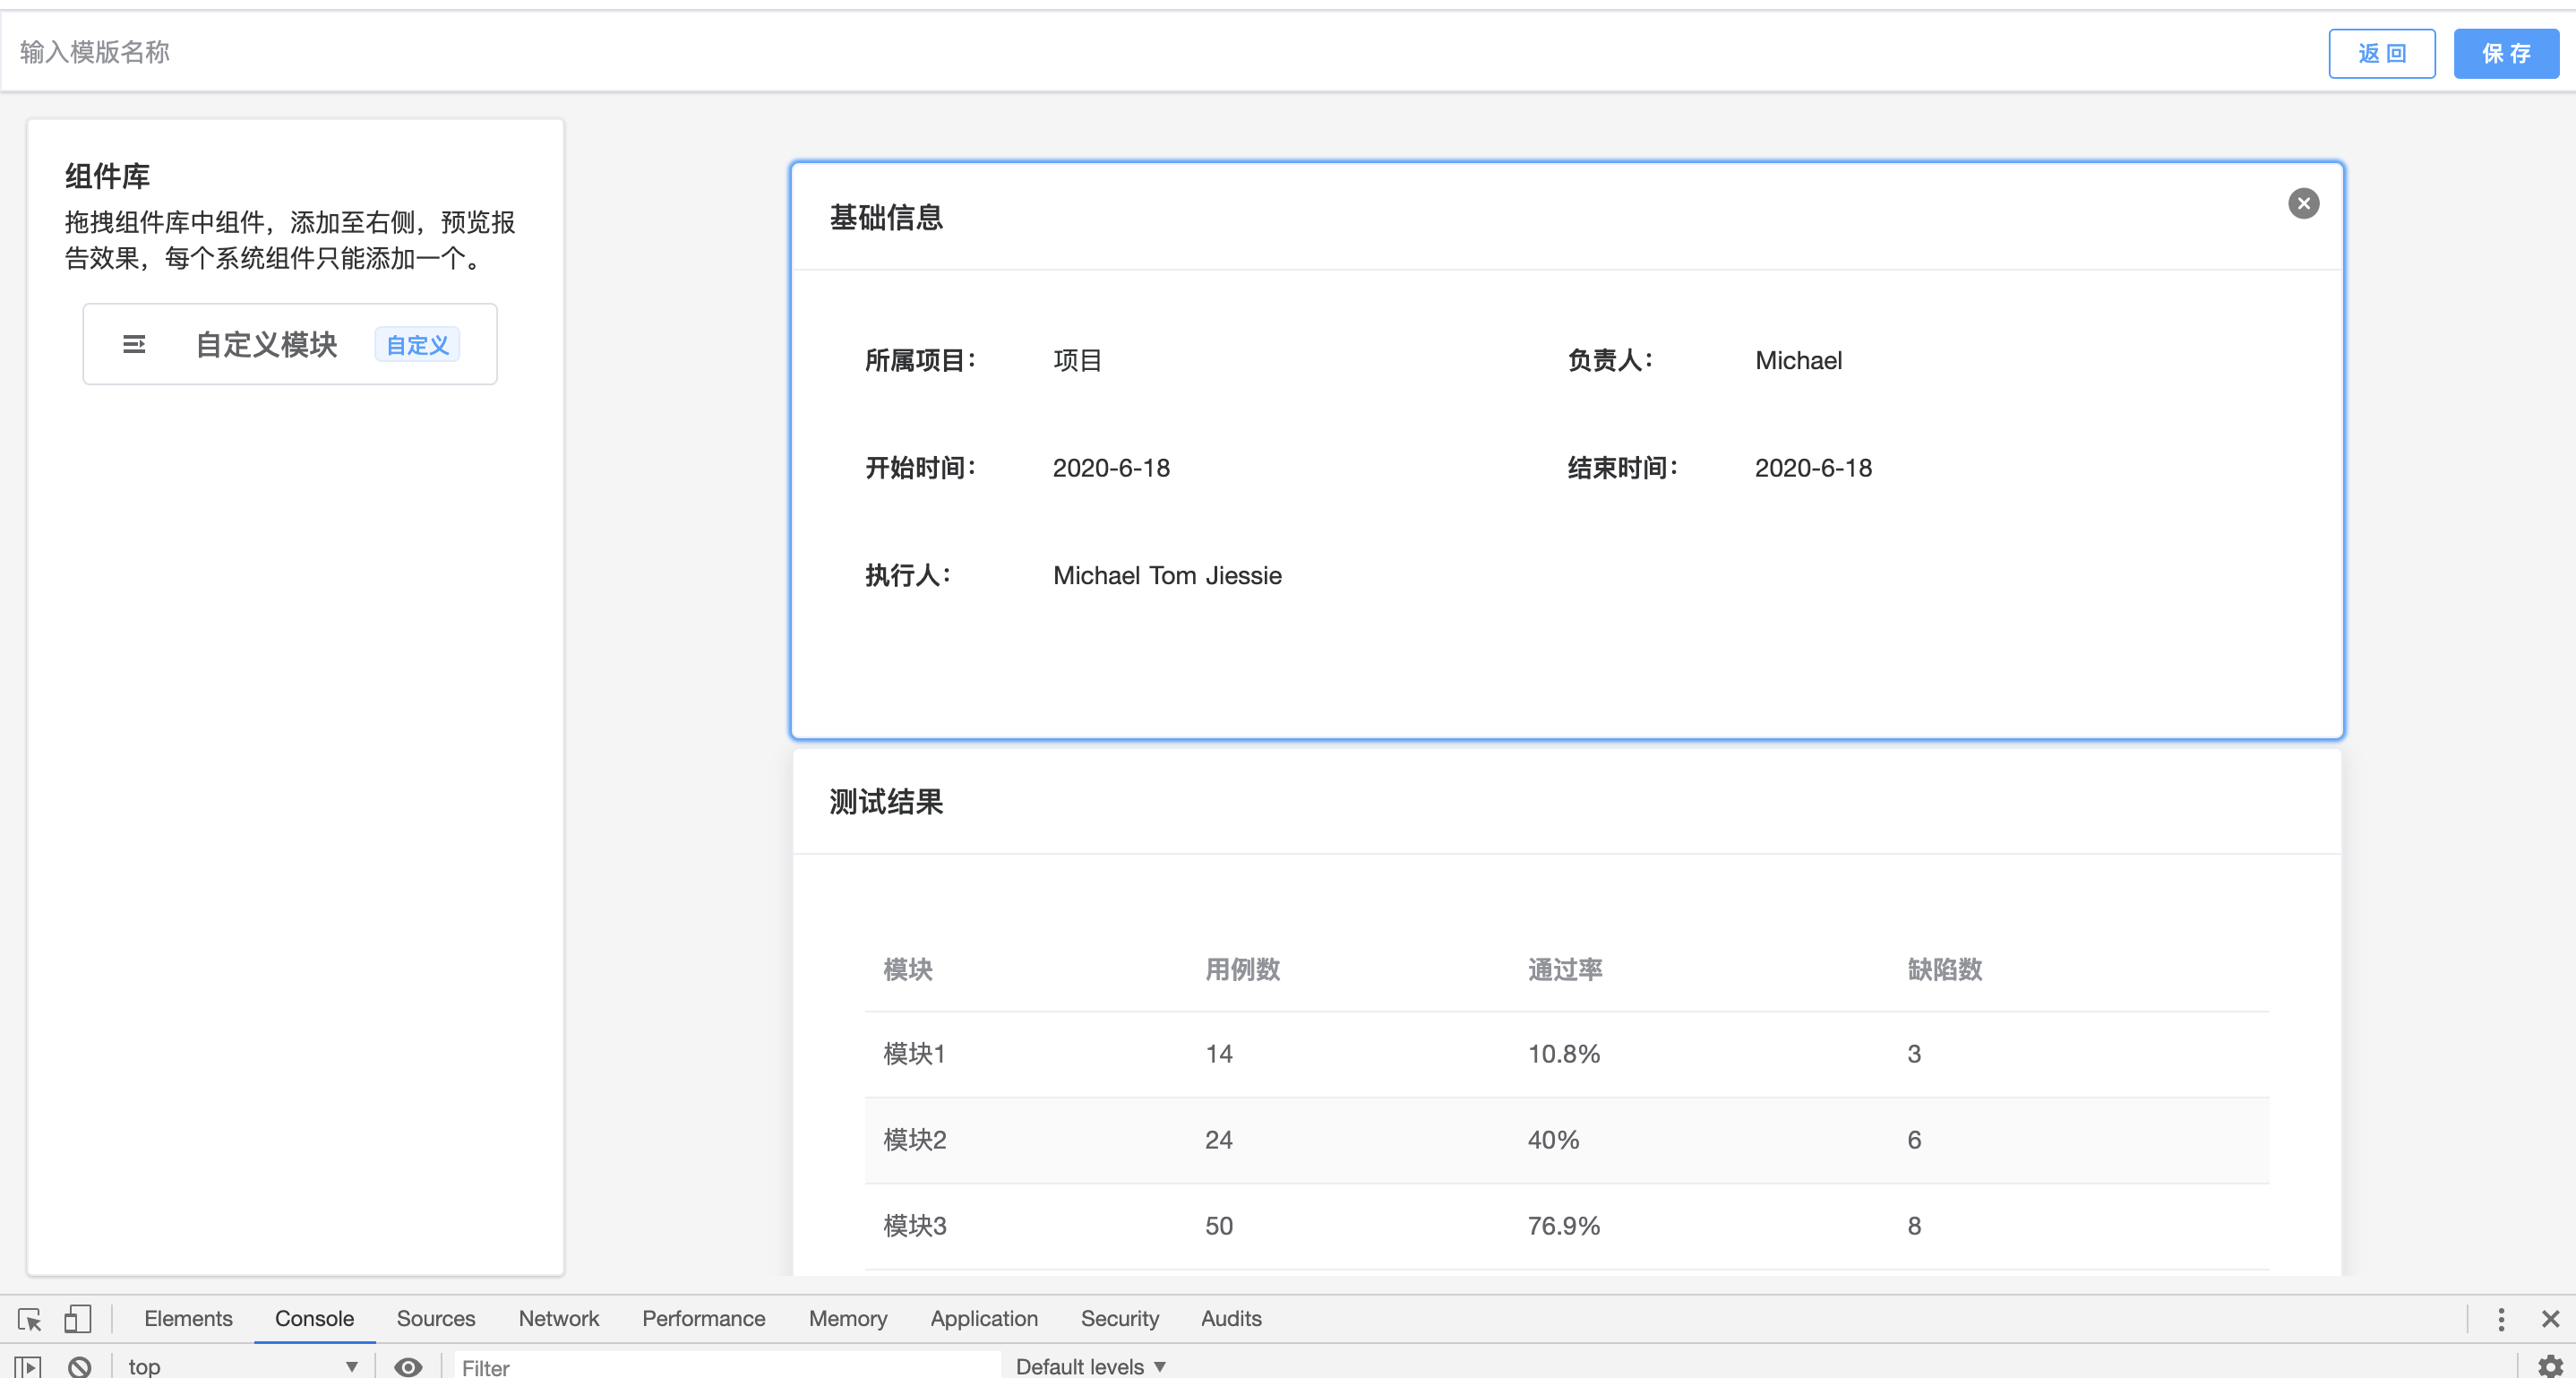 输入模版名称
返 回
保 存
组件库
拖拽组件库中组件，添加至右侧，预览报
告效果，每个系统组件只能添加一个。
自定义模块 自定义
基础信息
所属项目： 项目 负责人： Michael
开始时间： 2020-6-18 结束时间： 2020-6-18
执行人： Michael Tom Jiessie
测试结果
模块 用例数 通过率 缺陷数
模块1 14 10.8% 3
模块2 24 40% 6
模块3 50 76.9% 8
Elements Console Sources Network Performance Memory Application Security Audits
top Filter Default levels